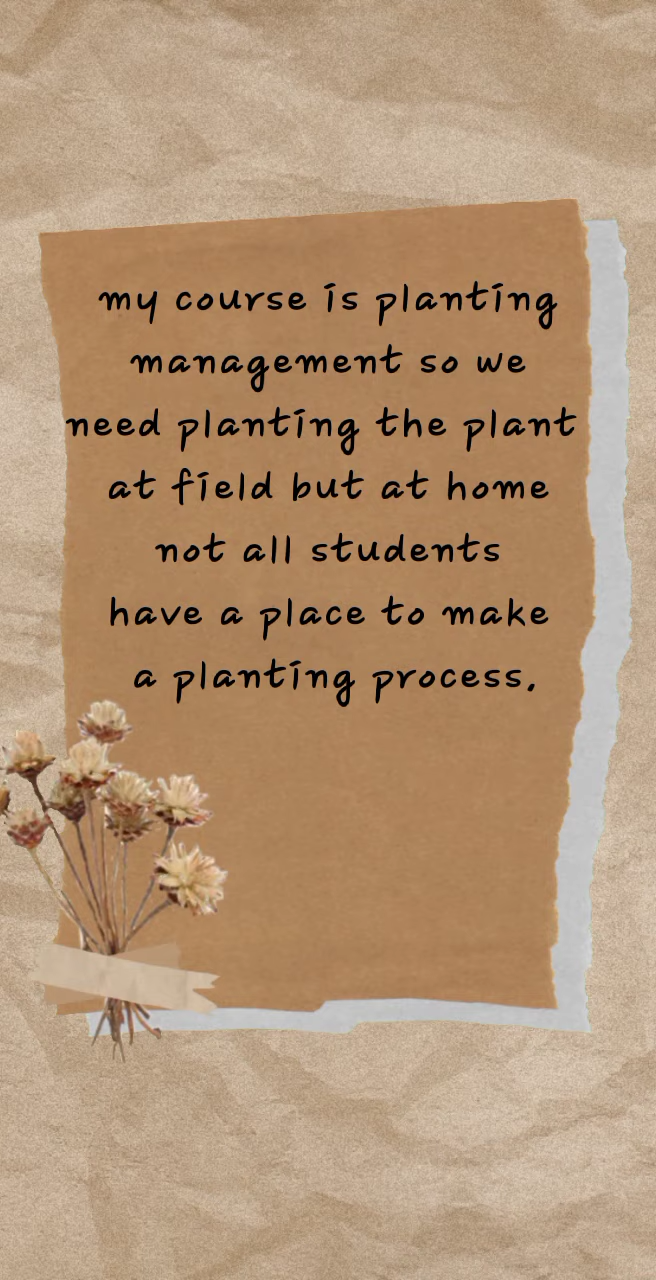 my course is planting
management so we
need planting the plant
at field but at home
not all students
have a place to make
a planting process.